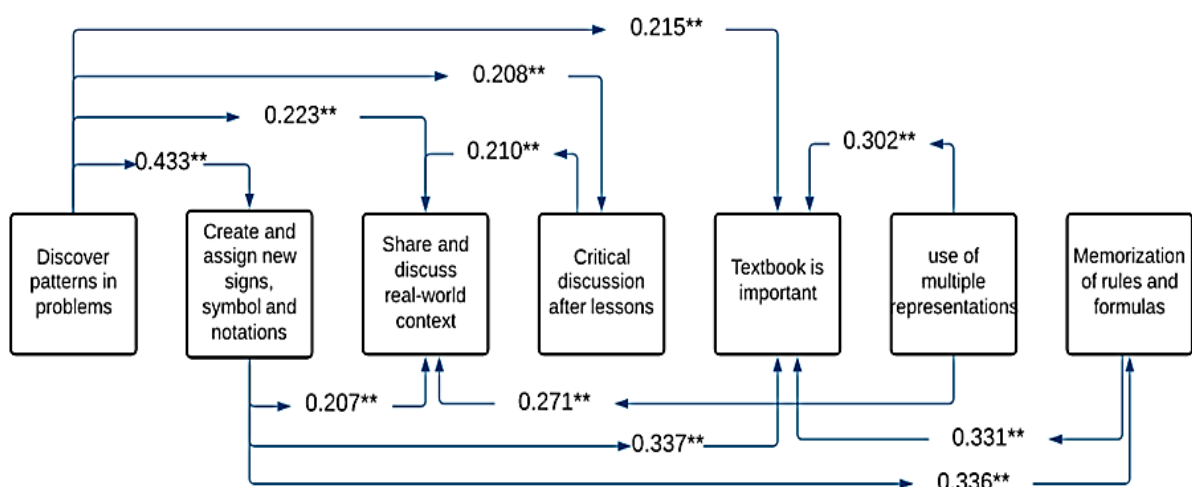 0.215**
0.208**
0.223**
0.210**
0.302**
0.433**
Discover
patterns in
problems
Create and
assign new
signs,
symbol and
notations
Share and
discuss
real-world
context
Critical
discussion
after lessons
Textbook is
important
use of
multiple
representations
Memorization
of rules and
formulas
0.207**
0.271**
0.337**
0.331**
0.336**